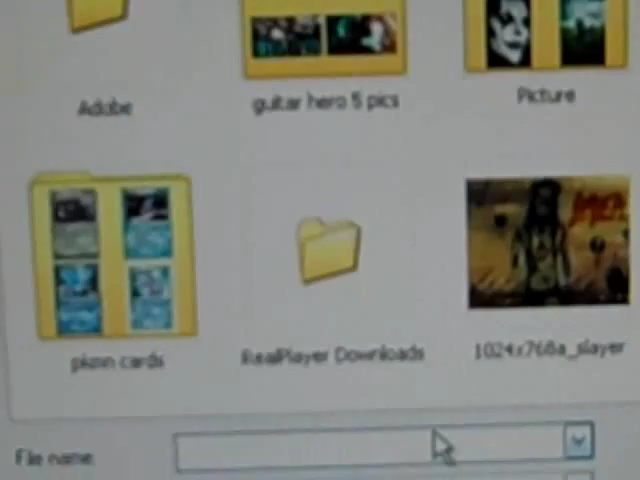 Adobe
guitar hero 5 pics
Picture
pkmn cards
RealPlayer Downloads
1024x768a_slayer
File name